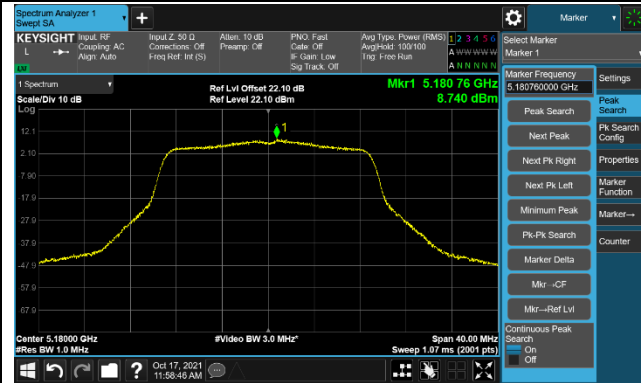 Spectrum Analyzer 1
Swept SA
Marker
KEYSIGHT
L
Input: RF
Coupling: AC
Align: Auto
Input Z: 50 Ω
Corrections: Off
Freq Ref: Int (S)
Atten: 10 dB
Preamp: Off
PNO: Fast
Gate: Off
IF Gain: Low
Sig Track: Off
Avg Type: Power (RMS)
Avg|Hold: 100/100
Trig: Free Run
1 2 3 4 5 6
A W W W W W
A N N N N N
Select Marker
Marker 1
1 Spectrum
Scale/Div 10 dB
Log
Ref Lvl Offset 22.10 dB
Ref Level 22.10 dBm
Mkr1 5.180 76 GHz
8.740 dBm
1
12.1
2.10
-7.90
-17.9
-27.9
-37.9
-47.9
-57.9
-67.9
Center 5.18000 GHz
#Res BW 1.0 MHz
#Video BW 3.0 MHz*
Span 40.00 MHz
Sweep 1.07 ms (2001 pts)
Marker Frequency
5.180760000 GHz
Peak Search
Next Peak
Next Pk Right
Next Pk Left
Minimum Peak
Pk-Pk Search
Marker Delta
Mkr→CF
Mkr→Ref Lvl
Continuous Peak
Search
On
Off
Settings
Peak
Search
Pk Search
Config
Properties
Marker
Function
Marker→
Counter
?
Oct 17, 2021
11:58:46 AM